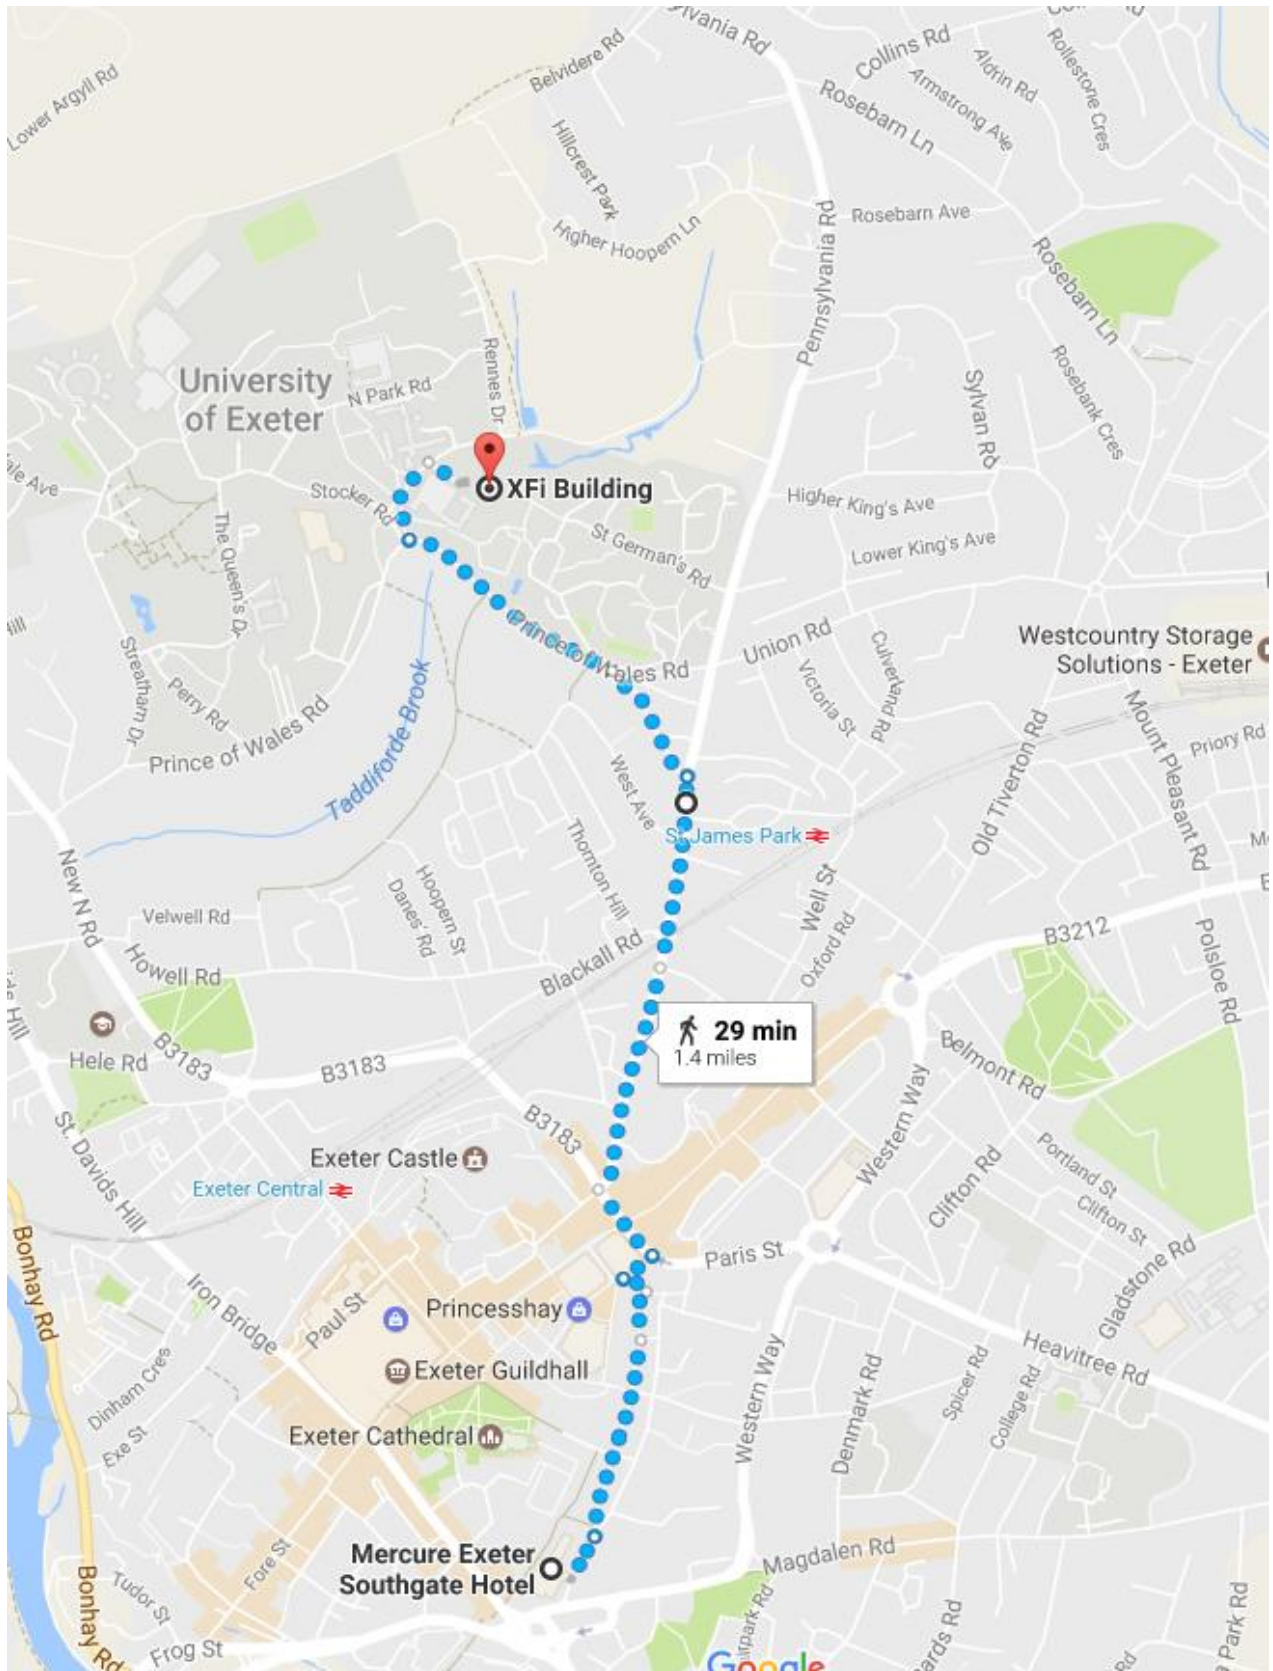 Lower Argyll Rd
Belvidere Rd
lvania Rd
Collins Rd
Aldrin Rd
Rollestone Cres
Armstrong Ave
Rosebarn Ln
Hillcrest Park
Higher Hoopern Ln
Pennsylvania Rd
Rosebarn Ave
Rosebarn Ln
Rennes Dr
University
of Exeter
N Park Rd
Sylvan Rd
Rosebank Cres
Stocker Rd
XFi Building
Higher King's Ave
The Queen's Dr
St German's Rd
Lower King's Ave
Prince of Wales Rd
Union Rd
Culverland Rd
Victoria St
Westcountry Storage
Solutions - Exeter
Streatham Dr
Perry Rd
Prince of Wales Rd
Taddiforde Brook
West Ave
Old Tiverton Rd
Mount Pleasant Rd
Priory Rd
St James Park
New N Rd
Hoopern St
Danes' Rd
Thornton Hill
Well St
Oxford Rd
Velwell Rd
Howell Rd
Blackall Rd
B3212
Polsloe Rd
29 min
1.4 miles
Hele Rd
B3183
B3183
B3183
Belmont Rd
Western Way
St. Davids Hill
Exeter Castle
Exeter Central
Portland St
Clifton Rd
Clifton St
Bonhay Rd
Iron Bridge
Paul St
Princesshay
Paris St
Gladstone Rd
Heavitree Rd
Exeter Guildhall
Dinham Cres
Exe St
Exeter Cathedral
Western Way
Denmark Rd
Spicer Rd
College Rd
Mercure Exeter
Southgate Hotel
Fore St
Magdalen Rd
Tudor St
Bonhay Rd
Frog St
Google